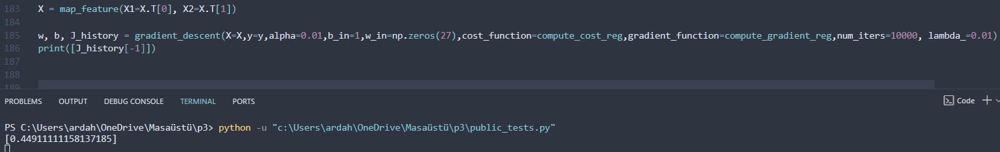 183 X = map_feature(X1=X.T[0], X2=X.T[1])
184
185 w, b, J_history = gradient_descent(X=X,y=y,alpha=0.01,b_in=1,w_in=np.zeros(27),cost_function=compute_cost_reg,gradient_function=compute_gradient_reg,num_iters=10000, lambda_=0.01)
186 print([J_history[-1]])
187
188
189
PROBLEMS OUTPUT DEBUG CONSOLE TERMINAL PORTS Code
PS C:\Users\ardah\OneDrive\Masaüstü\p3> python -u "c:\Users\ardah\OneDrive\Masaüstü\p3\public_tests.py"
[0.44911111158137185]